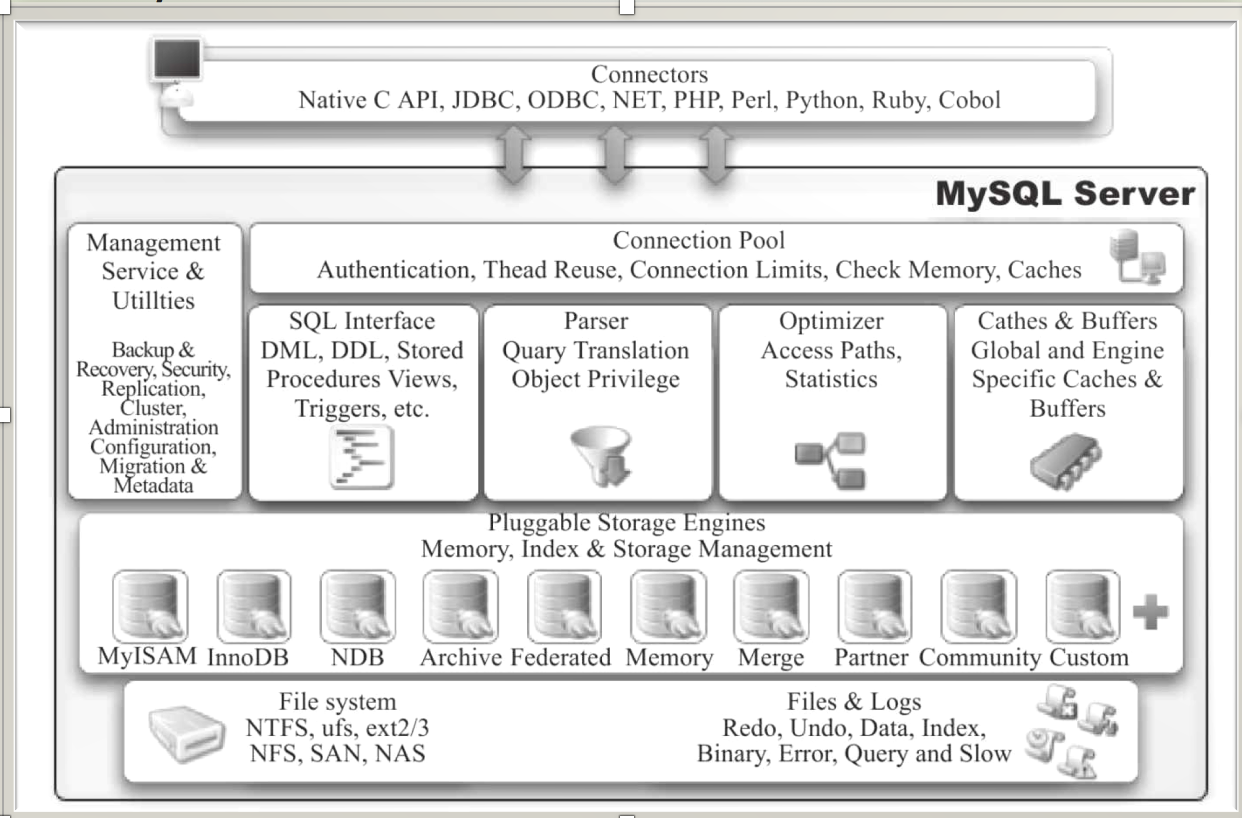 Connectors
Native C API, JDBC, ODBC, NET, PHP, Perl, Python, Ruby, Cobol
MySQL Server
Management
Service &
Utillties
Backup &
Recovery, Security,
Replication,
Cluster,
Administration
Configuration,
Migration &
Metadata
Connection Pool
Authentication, Thead Reuse, Connection Limits, Check Memory, Caches
SQL Interface
DML, DDL, Stored
Procedures Views,
Triggers, etc.
Parser
Quary Translation
Object Privilege
Optimizer
Access Paths,
Statistics
Cathes & Buffers
Global and Engine
Specific Caches &
Buffers
Pluggable Storage Engines
Memory, Index & Storage Management
MyISAM InnoDB NDB Archive Federated Memory Merge Partner Community Custom
File system
NTFS, ufs, ext2/3
NFS, SAN, NAS
Files & Logs
Redo, Undo, Data, Index,
Binary, Error, Query and Slow